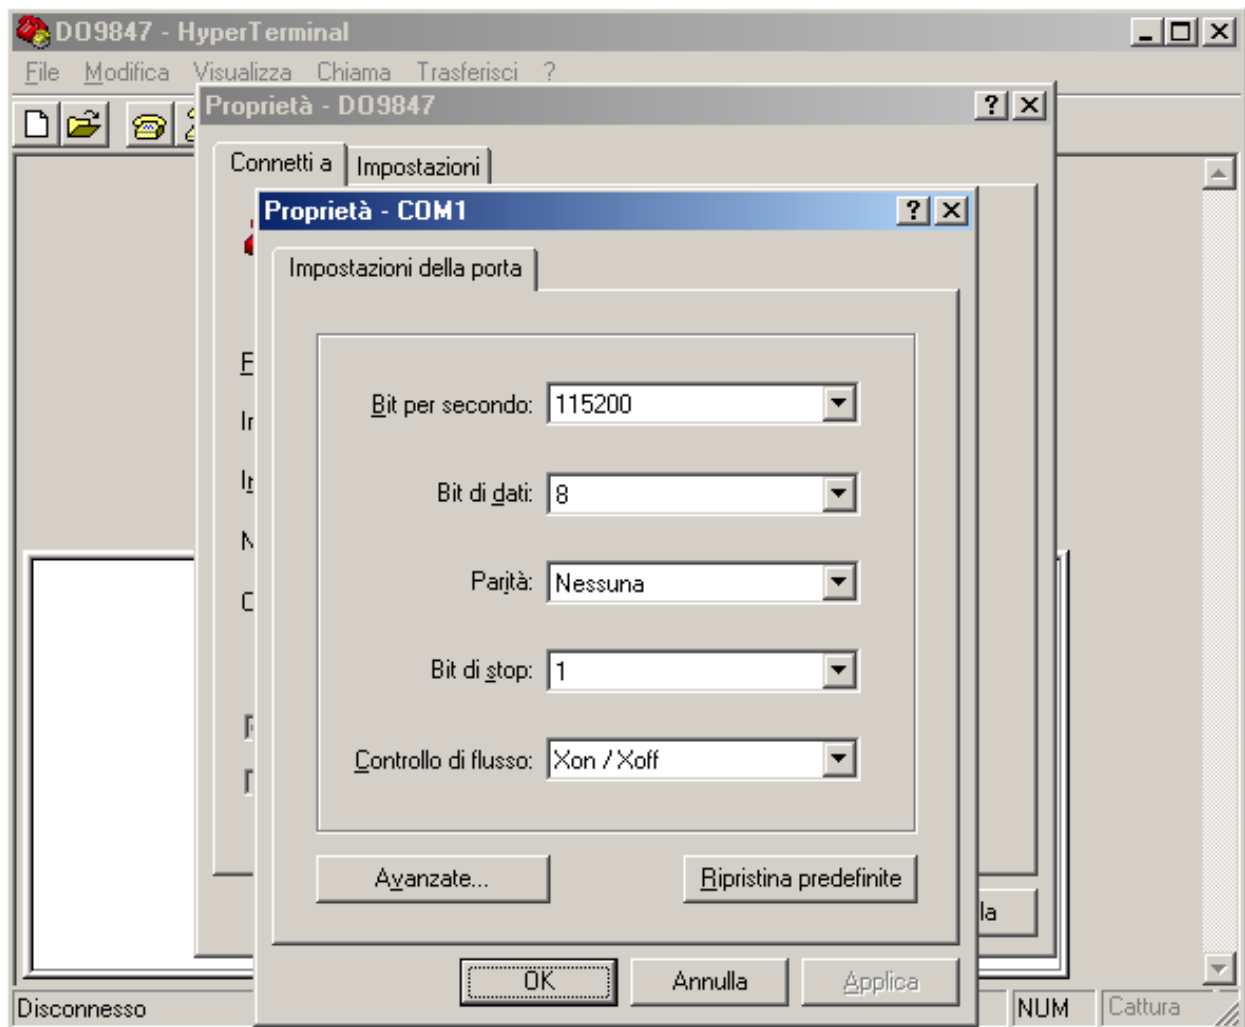 DO9847 - HyperTerminal
File Modifica Visualizza Chiama Trasferisci ?
Proprietà - DO9847
Connetti a Impostazioni
Proprietà - COM1
Impostazioni della porta
Bit per secondo: 115200
Bit di dati: 8
Parità: Nessuna
Bit di stop: 1
Controllo di flusso: Xon / Xoff
Avanzate... Ripristina predefinite
OK Annulla Applica
Disconnesso NUM Cattura